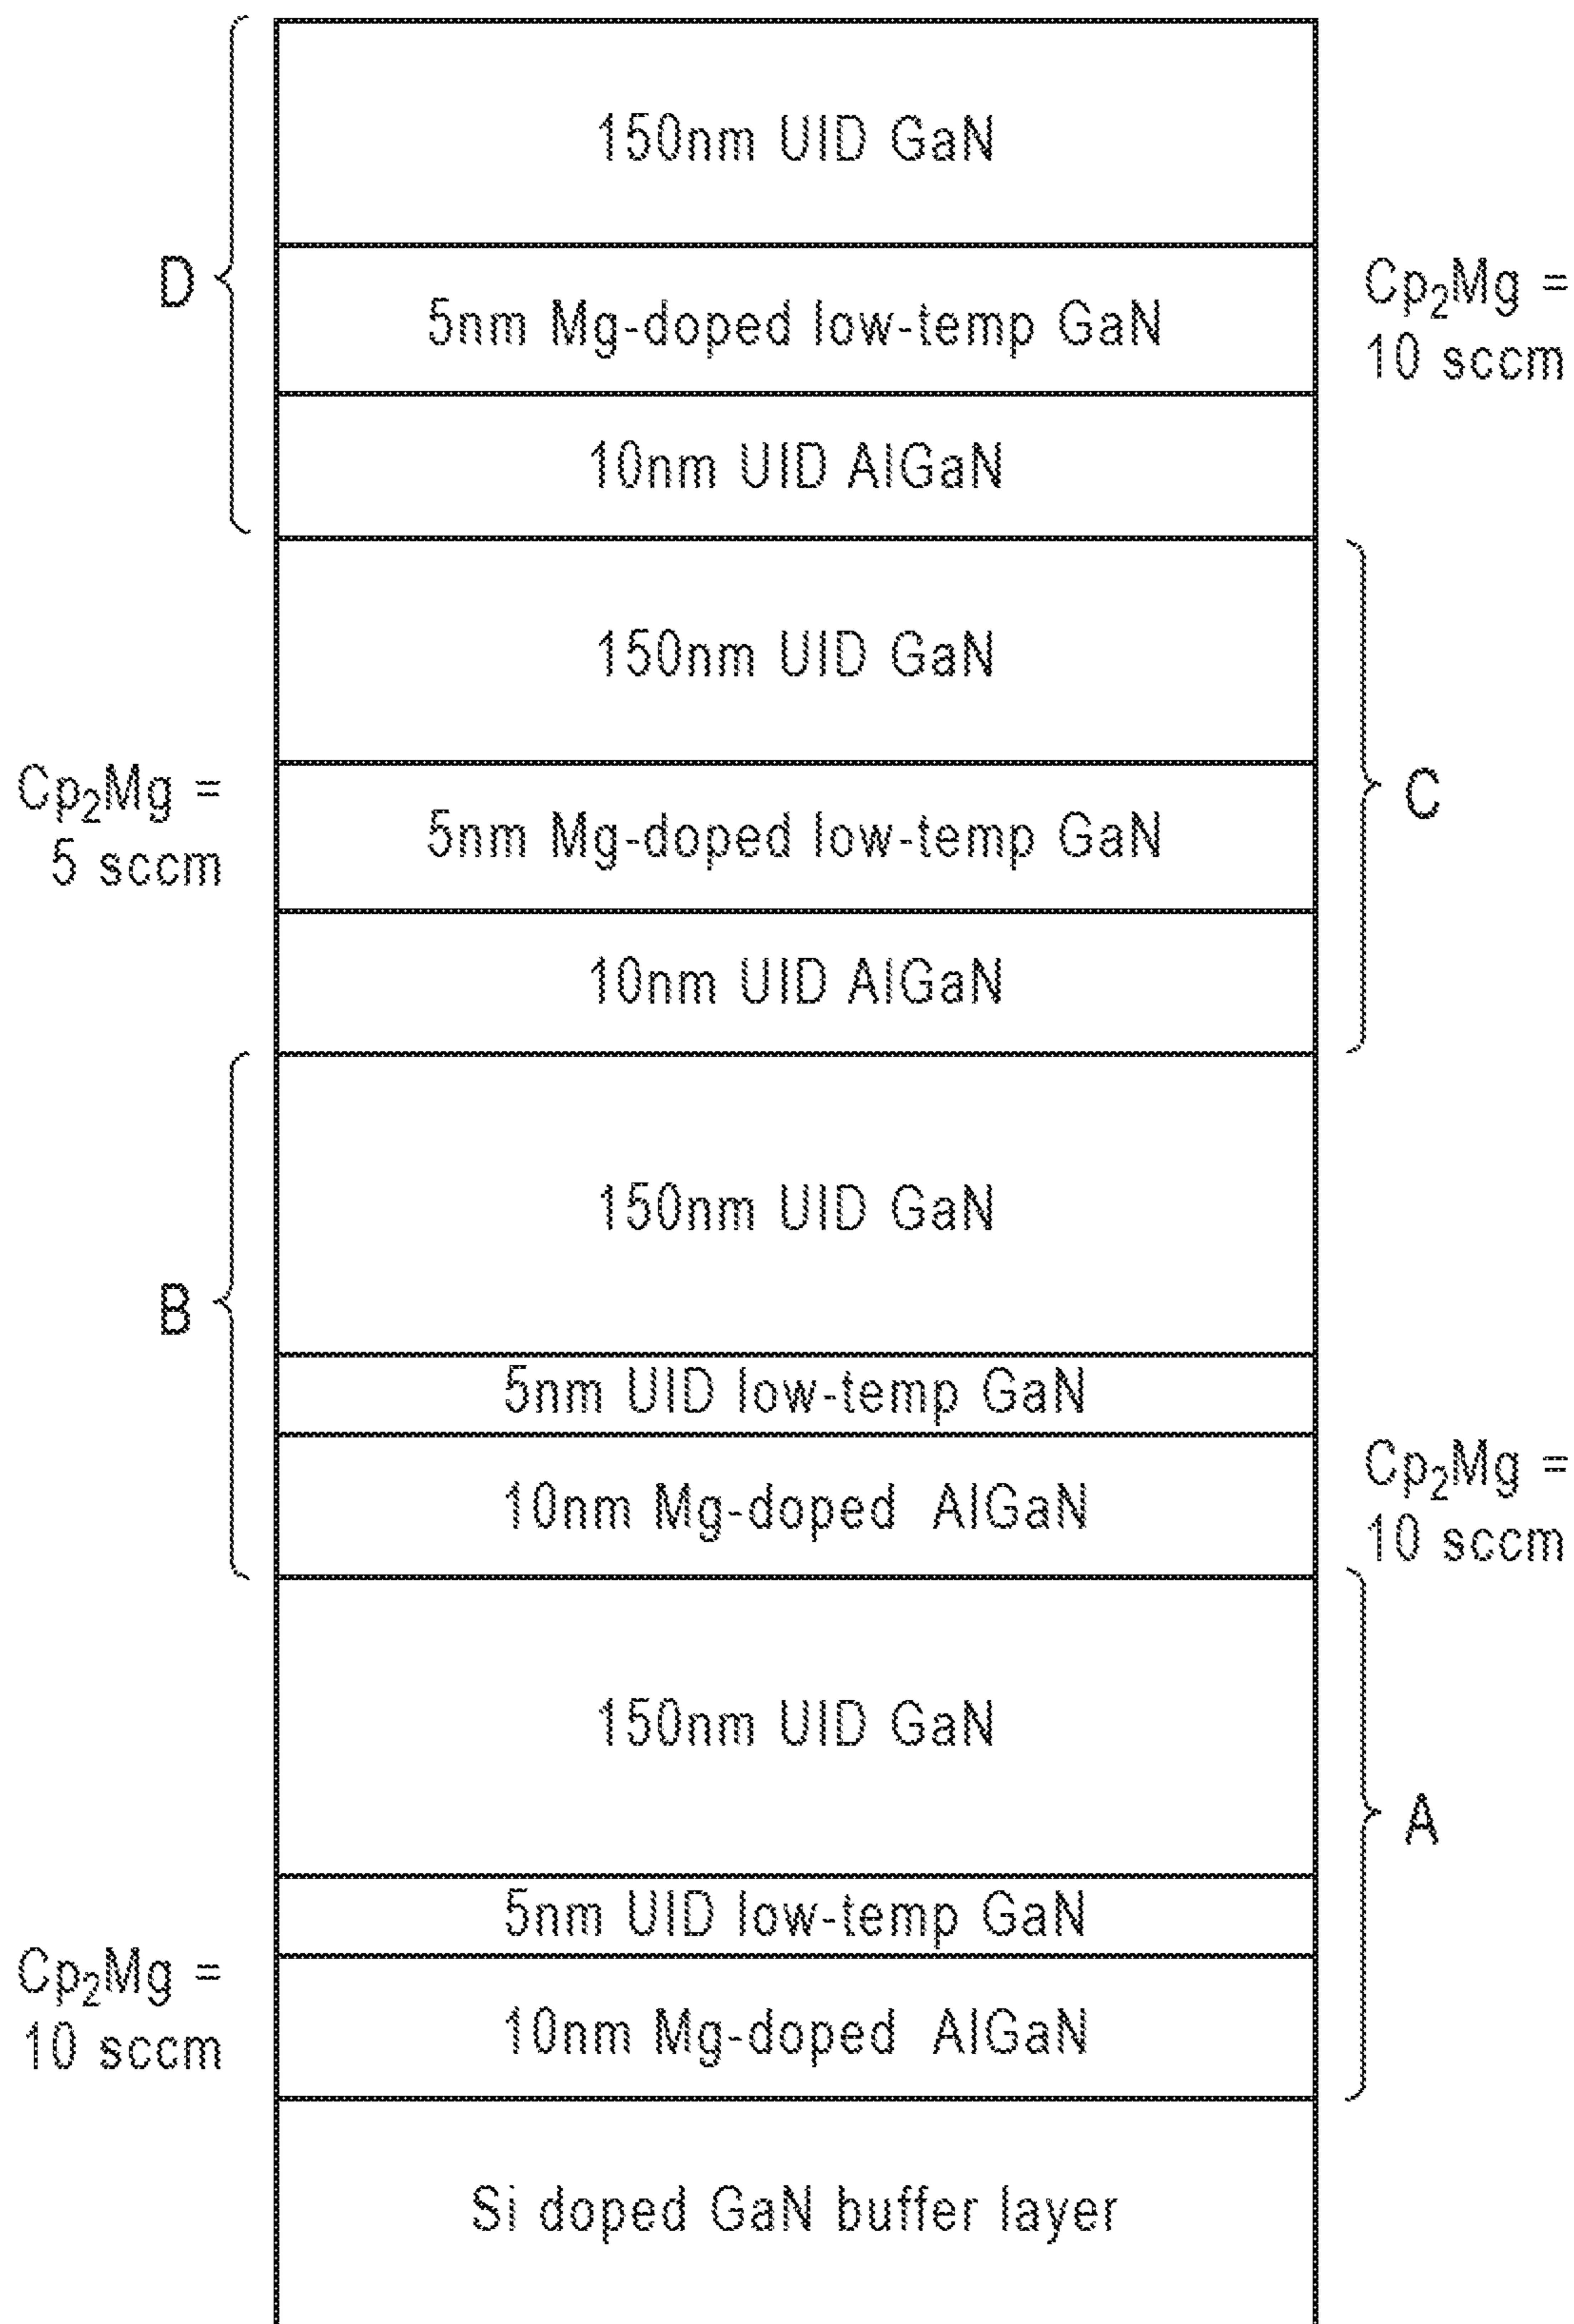 150nm UID GaN
D
5nm Mg-doped low-temp GaN
Cp₂Mg =
10 sccm
10nm UID AlGaN
150nm UID GaN
Cp₂Mg =
5 sccm
5nm Mg-doped low-temp GaN
C
10nm UID AlGaN
150nm UID GaN
B
5nm UID low-temp GaN
10nm Mg-doped AlGaN
Cp₂Mg =
10 sccm
150nm UID GaN
A
5nm UID low-temp GaN
Cp₂Mg =
10 sccm
10nm Mg-doped AlGaN
Si doped GaN buffer layer